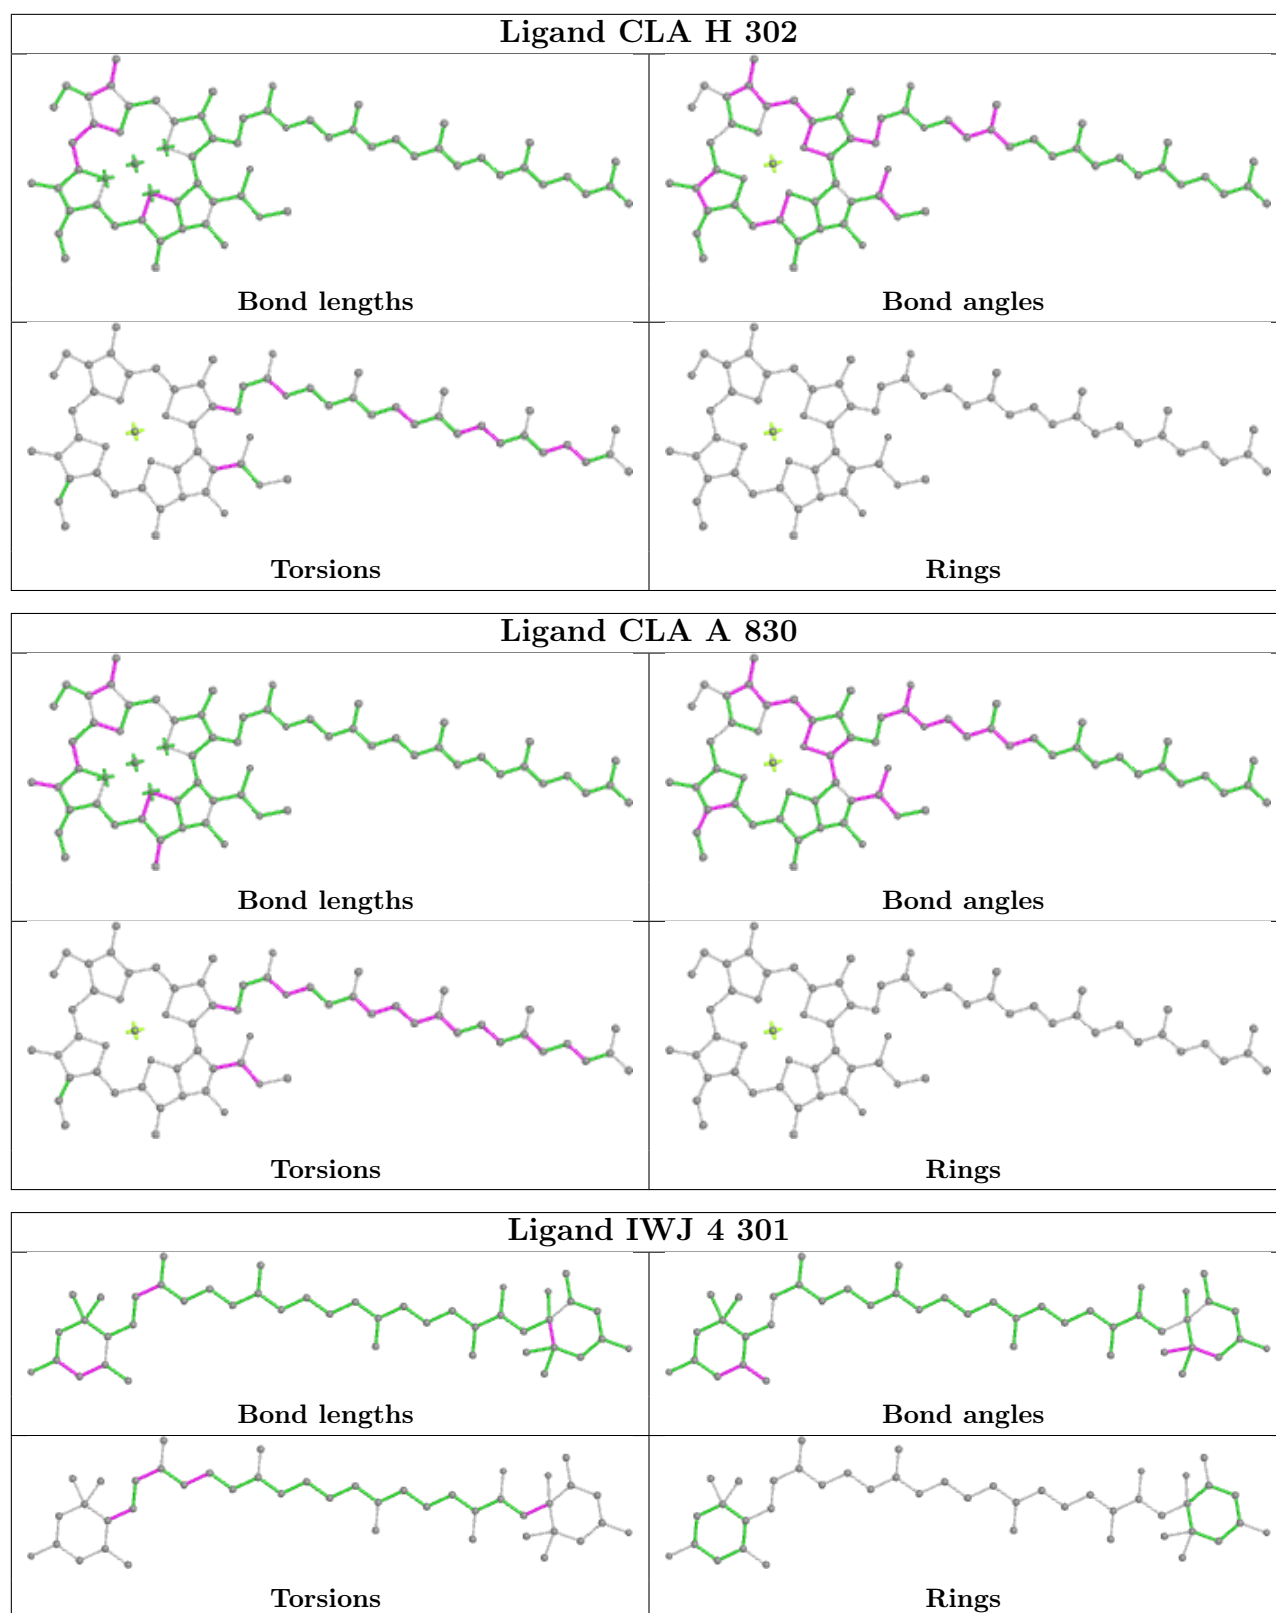 Ligand CLA H 302
Bond lengths
Bond angles
Torsions
Rings
Ligand CLA A 830
Bond lengths
Bond angles
Torsions
Rings
Ligand IWJ 4 301
Bond lengths
Bond angles
Torsions
Rings